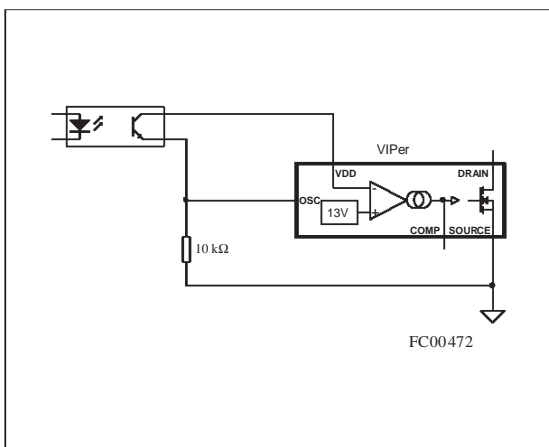 VIPer
VDD
DRAIN
OSC
-
13V
+
COMP
SOURCE
10 kΩ
FC00472